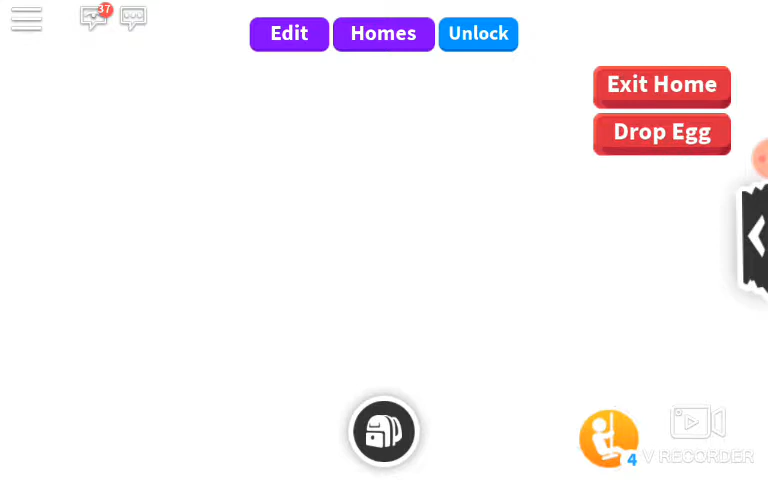 37
Edit Homes Unlock
Exit Home
Drop Egg
4
V RECORDER